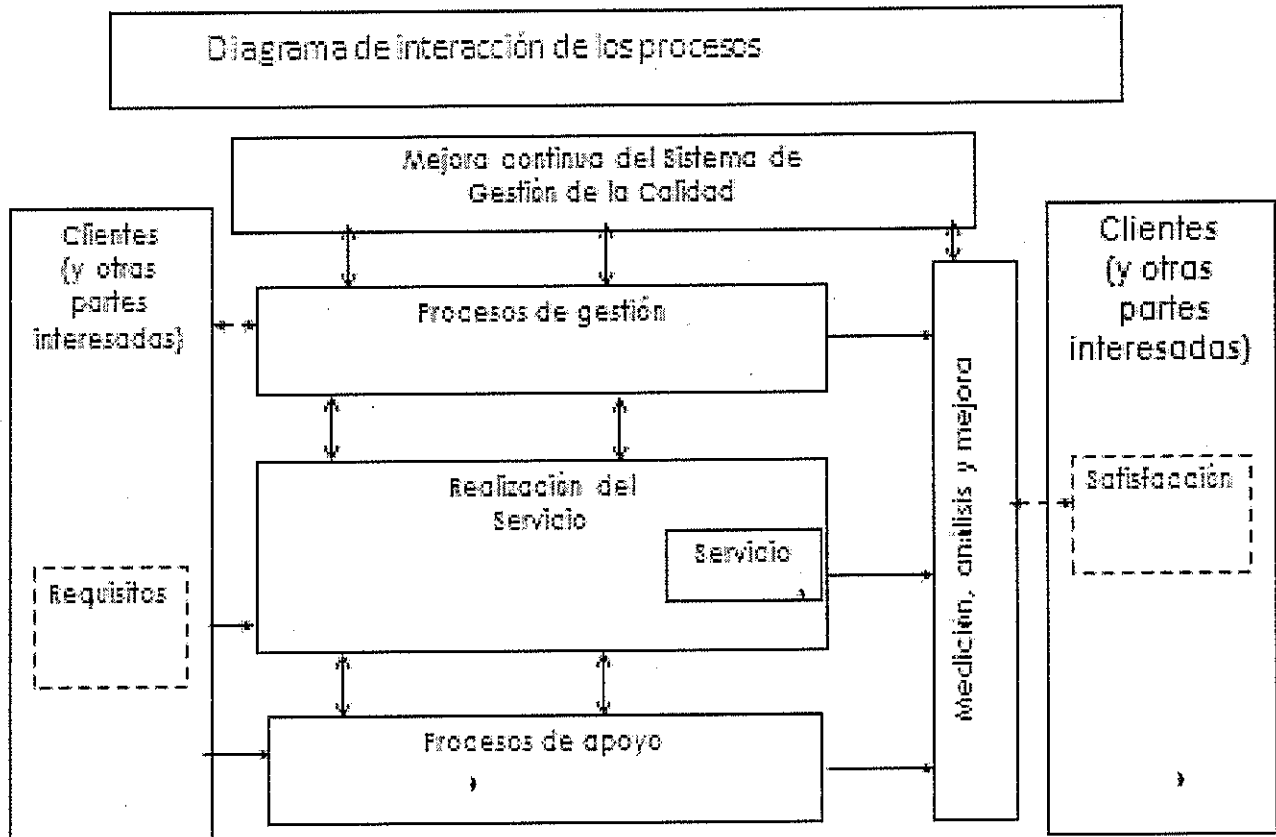 Diagrama de interacción de los procesos
Mejora continua del Sistema de
Gestión de la Calidad
Clientes
(y otras
partes
interesadas)
Procesos de gestión
Realización del
Servicio
Servicio
Requisitos
Procesos de apoyo
Medición, análisis y mejora
Clientes
(y otras
partes
interesadas)
Satisfacción